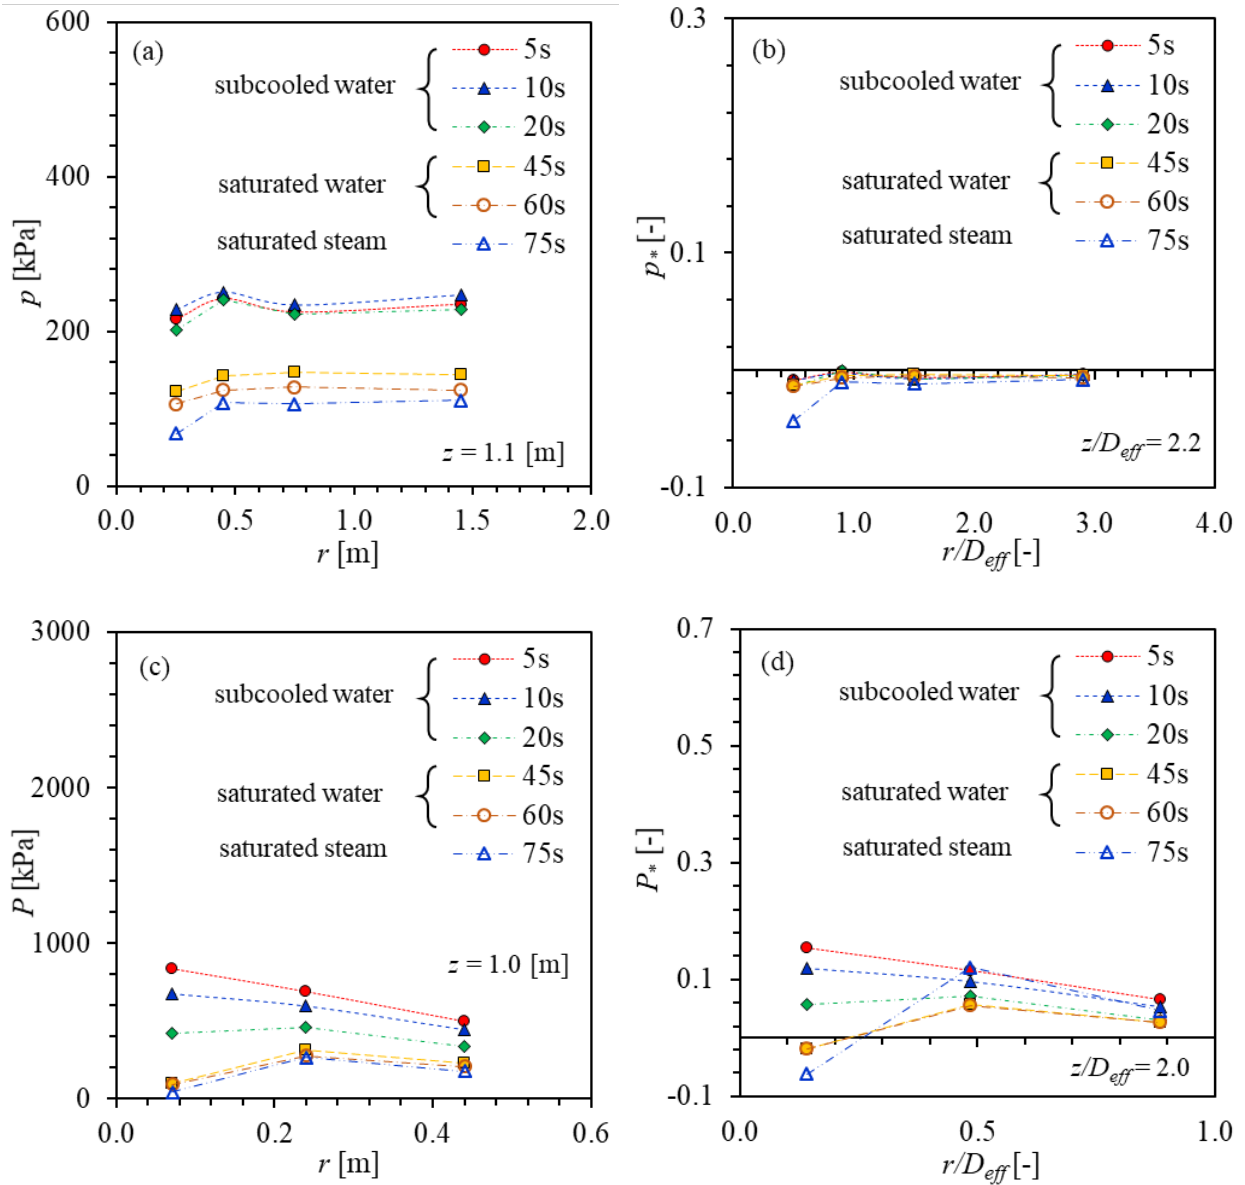 600
400
200
0
p [kPa]
(a)
subcooled water
5s
10s
20s
saturated water
45s
60s
saturated steam
75s
z = 1.1 [m]
0.0
0.5
1.0
1.5
2.0
r [m]
0.3
0.1
-0.1
p* [-]
(b)
subcooled water
5s
10s
20s
saturated water
45s
60s
saturated steam
75s
z/Deff = 2.2
0.0
1.0
2.0
3.0
4.0
r/Deff [-]
3000
2000
1000
0
P [kPa]
(c)
subcooled water
5s
10s
20s
saturated water
45s
60s
saturated steam
75s
z = 1.0 [m]
0.0
0.2
0.4
0.6
r [m]
0.7
0.5
0.3
0.1
-0.1
P* [-]
(d)
subcooled water
5s
10s
20s
saturated water
45s
60s
saturated steam
75s
z/Deff = 2.0
0.0
0.5
1.0
r/Deff [-]